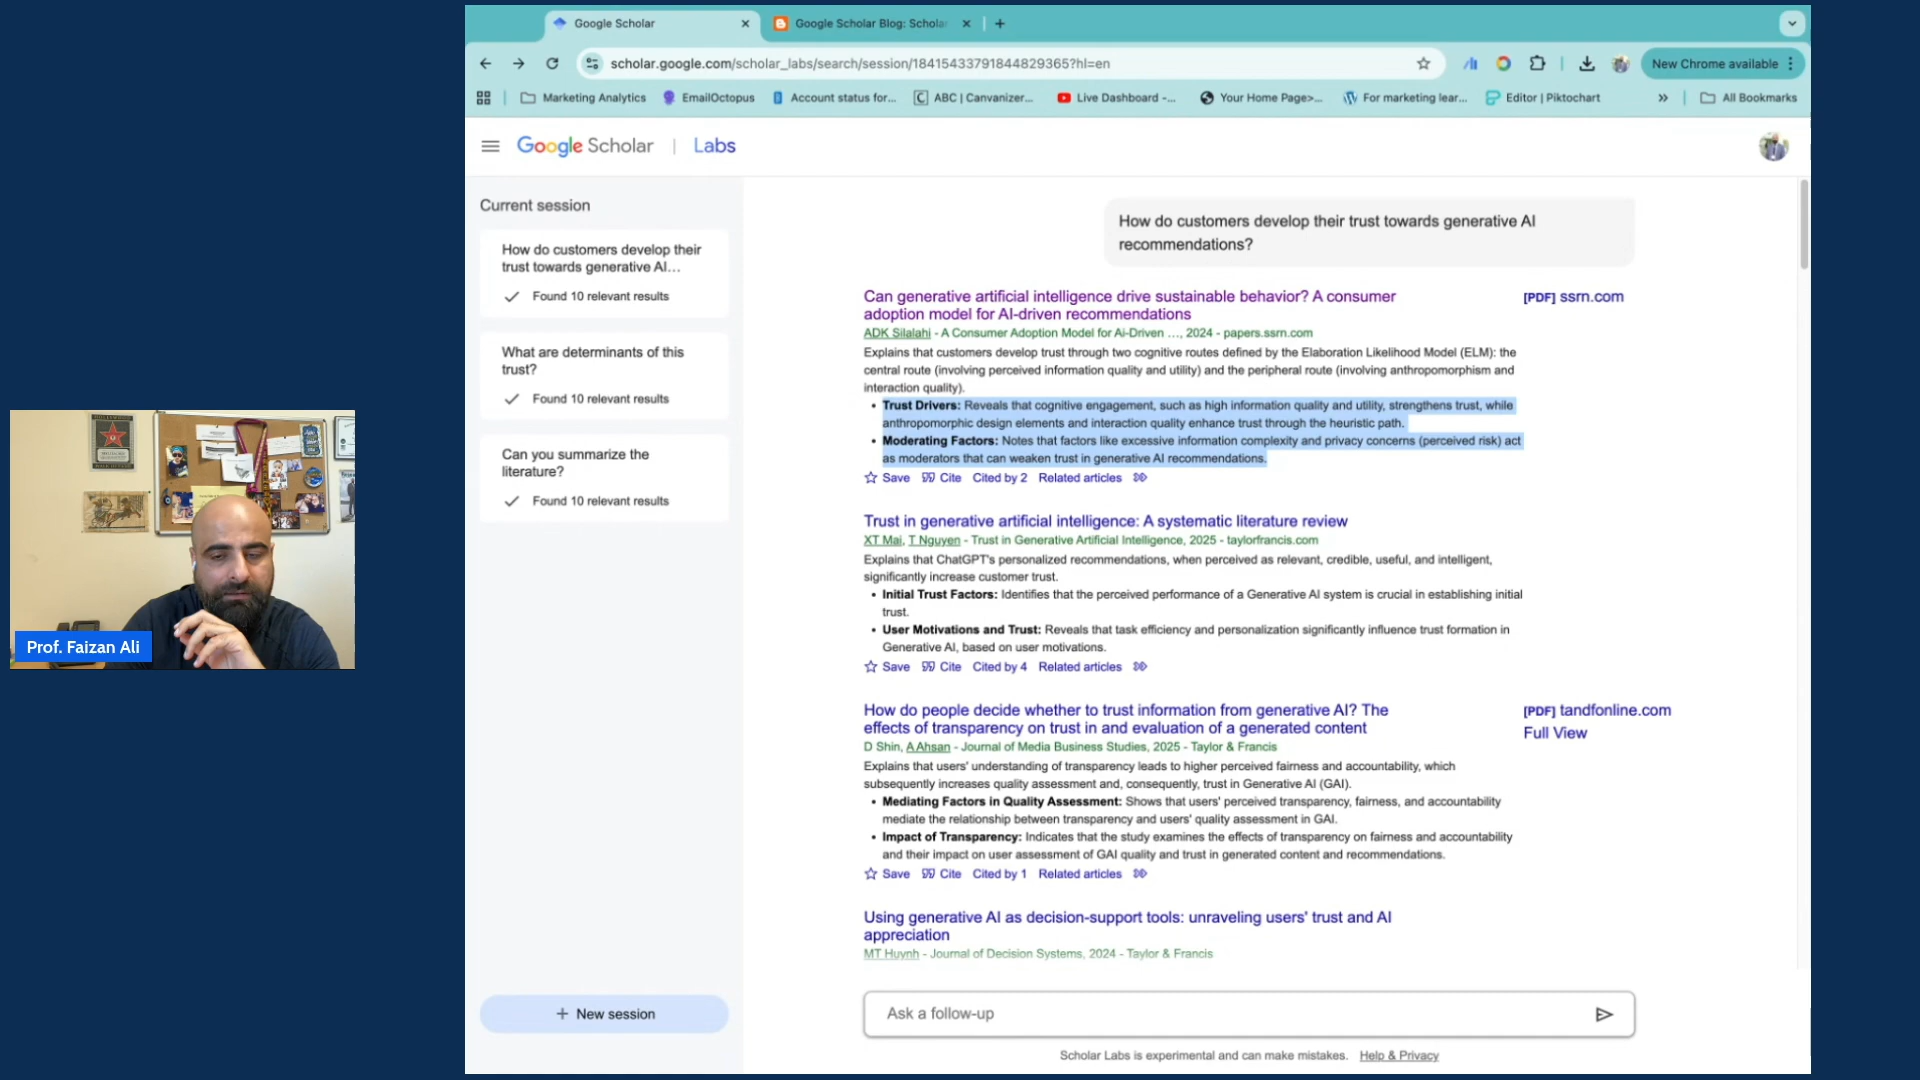 Google Scholar
Google Scholar Blog: Schola
scholar.google.com/scholar_labs/search/session/18415433791844829365?hl=en
New Chrome available
Marketing Analytics
EmailOctopus
Account status for...
ABC | Canvanizer...
Live Dashboard -...
Your Home Page>...
For marketing lear...
Editor | Piktochart
All Bookmarks
Google Scholar | Labs
Current session
How do customers develop their
trust towards generative AI...
Found 10 relevant results
What are determinants of this
trust?
Found 10 relevant results
Can you summarize the
literature?
Found 10 relevant results
New session
How do customers develop their trust towards generative AI
recommendations?
Can generative artificial intelligence drive sustainable behavior? A consumer
adoption model for AI-driven recommendations
[PDF] ssrn.com
ADK Silalahi - A Consumer Adoption Model for Ai-Driven …, 2024 - papers.ssrn.com
Explains that customers develop trust through two cognitive routes defined by the Elaboration Likelihood Model (ELM): the
central route (involving perceived information quality and utility) and the peripheral route (involving anthropomorphism and
interaction quality).
• Trust Drivers: Reveals that cognitive engagement, such as high information quality and utility, strengthens trust, while
anthropomorphic design elements and interaction quality enhance trust through the heuristic path.
• Moderating Factors: Notes that factors like excessive information complexity and privacy concerns (perceived risk) act
as moderators that can weaken trust in generative AI recommendations.
Save Cite Cited by 2 Related articles
Trust in generative artificial intelligence: A systematic literature review
XT Mai, T Nguyen - Trust in Generative Artificial Intelligence, 2025 - taylorfrancis.com
Explains that ChatGPT's personalized recommendations, when perceived as relevant, credible, useful, and intelligent,
significantly increase customer trust.
• Initial Trust Factors: Identifies that the perceived performance of a Generative AI system is crucial in establishing initial
trust.
• User Motivations and Trust: Reveals that task efficiency and personalization significantly influence trust formation in
Generative AI, based on user motivations.
Save Cite Cited by 4 Related articles
How do people decide whether to trust information from generative AI? The
effects of transparency on trust in and evaluation of a generated content
[PDF] tandfonline.com
Full View
D Shin, A Ahsan - Journal of Media Business Studies, 2025 - Taylor & Francis
Explains that users' understanding of transparency leads to higher perceived fairness and accountability, which
subsequently increases quality assessment and, consequently, trust in Generative AI (GAI).
• Mediating Factors in Quality Assessment: Shows that users' perceived transparency, fairness, and accountability
mediate the relationship between transparency and users' quality assessment in GAI.
• Impact of Transparency: Indicates that the study examines the effects of transparency on fairness and accountability
and their impact on user assessment of GAI quality and trust in generated content and recommendations.
Save Cite Cited by 1 Related articles
Using generative AI as decision-support tools: unraveling users' trust and AI
appreciation
MT Huynh - Journal of Decision Systems, 2024 - Taylor & Francis
Ask a follow-up
Scholar Labs is experimental and can make mistakes. Help & Privacy
Prof. Faizan Ali